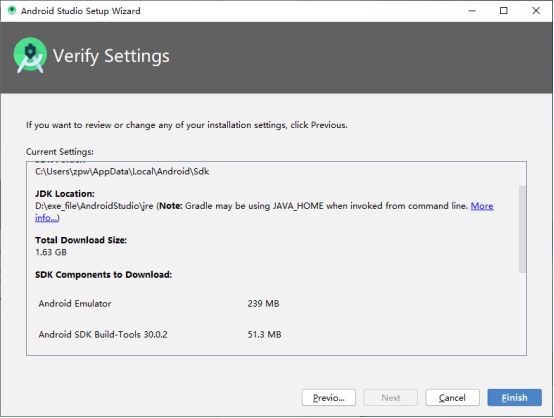 Android Studio Setup Wizard
Verify Settings
If you want to review or change any of your installation settings, click Previous.
Current Settings:
C:\Users\zpw\AppData\Local\Android\Sdk
JDK Location:
D:\exe_file\AndroidStudio\jre (Note: Gradle may be using JAVA_HOME when invoked from command line. More
info...)
Total Download Size:
1.63 GB
SDK Components to Download:
Android Emulator 239 MB
Android SDK Build-Tools 30.0.2 51.3 MB
Previo... Next Cancel Finish